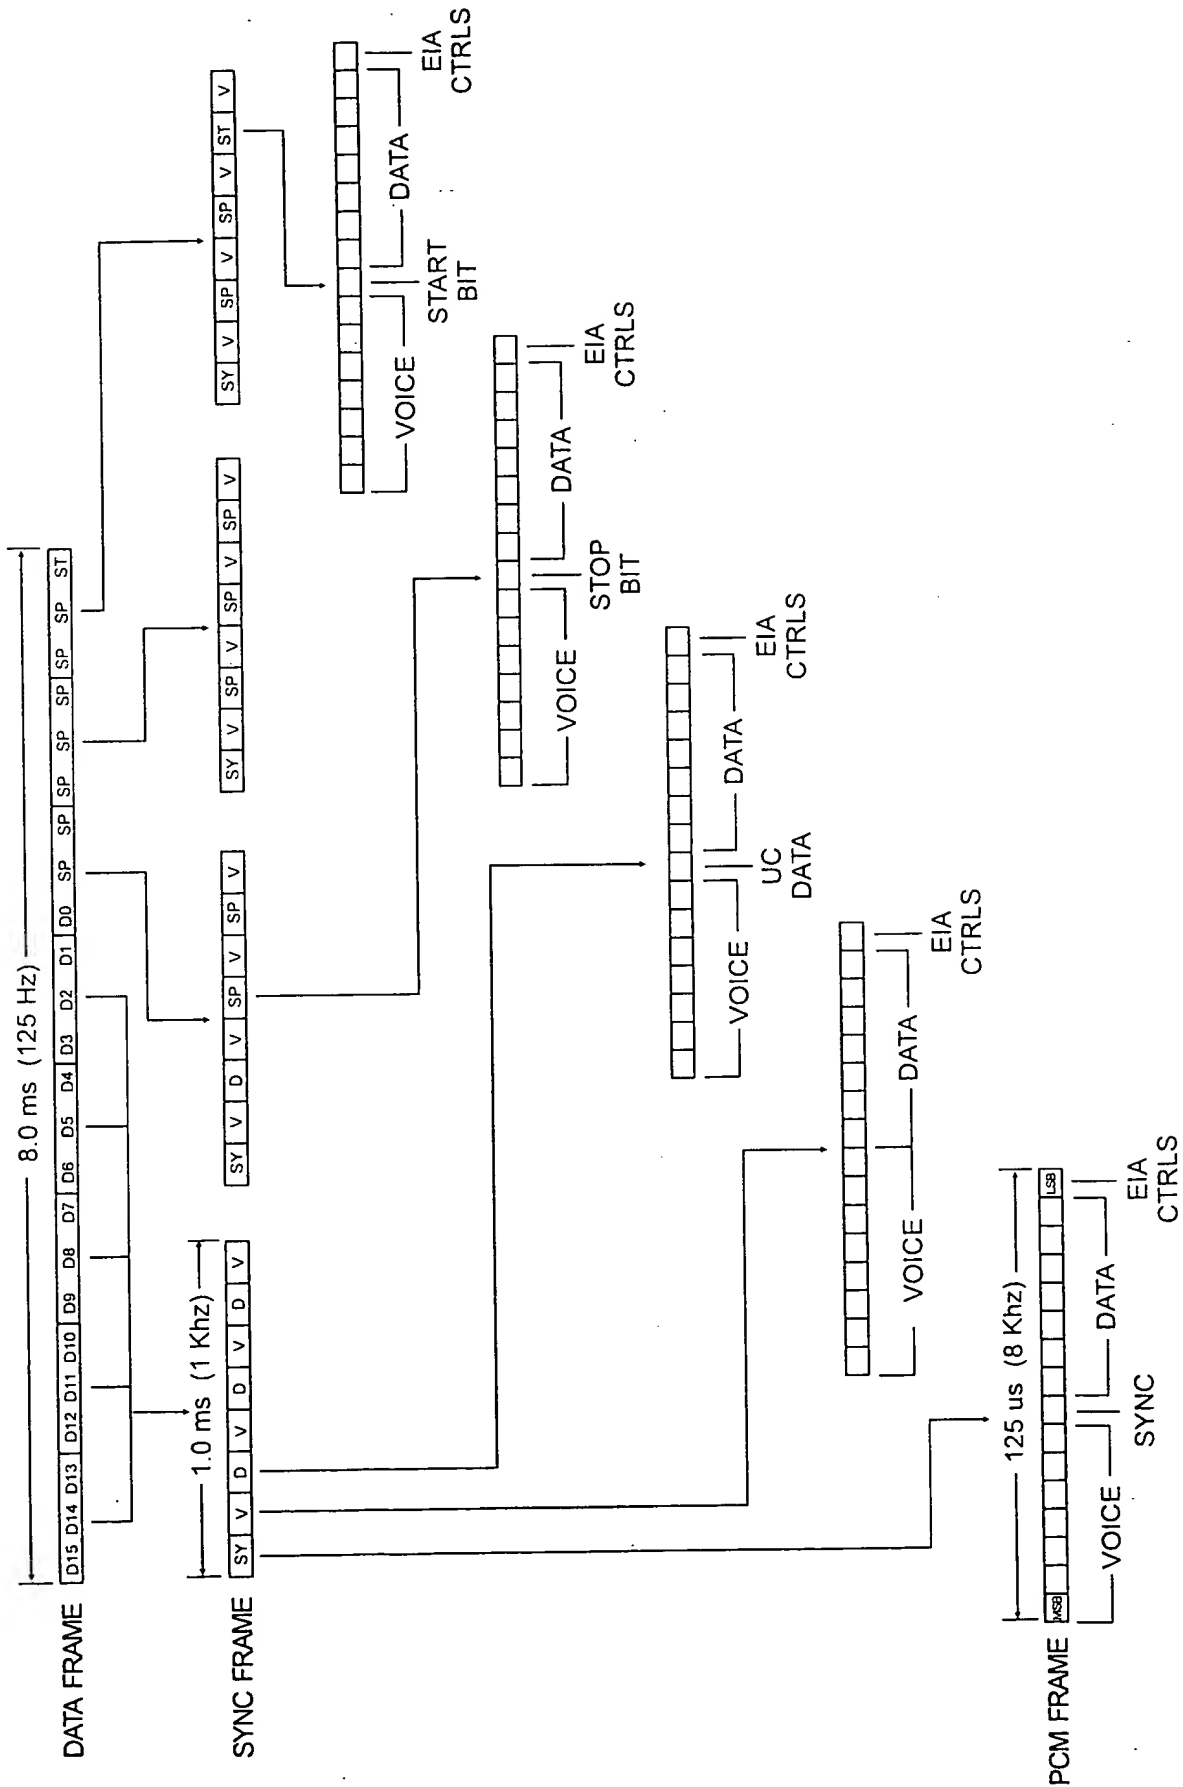 8.0 ms (125 Hz)
DATA FRAME D15 D14 D13 D12 D11 D10 D9 D8 D7 D6 D5 D4 D3 D2 D1 D0 SP SP SP SP SP SP SP ST
1.0 ms (1 Khz)
SYNC FRAME SY V D V D V D V
SY V D V SP V SP V
SY V SP V SP V SP V
SY V SP V SP V ST V
VOICE
START
BIT
DATA
EIA
CTRLS
VOICE
STOP
BIT
DATA
EIA
CTRLS
VOICE
UC
DATA
DATA
EIA
CTRLS
VOICE
DATA
EIA
CTRLS
125 us (8 Khz)
PCM FRAME MSB LSB
VOICE
SYNC
DATA
EIA
CTRLS